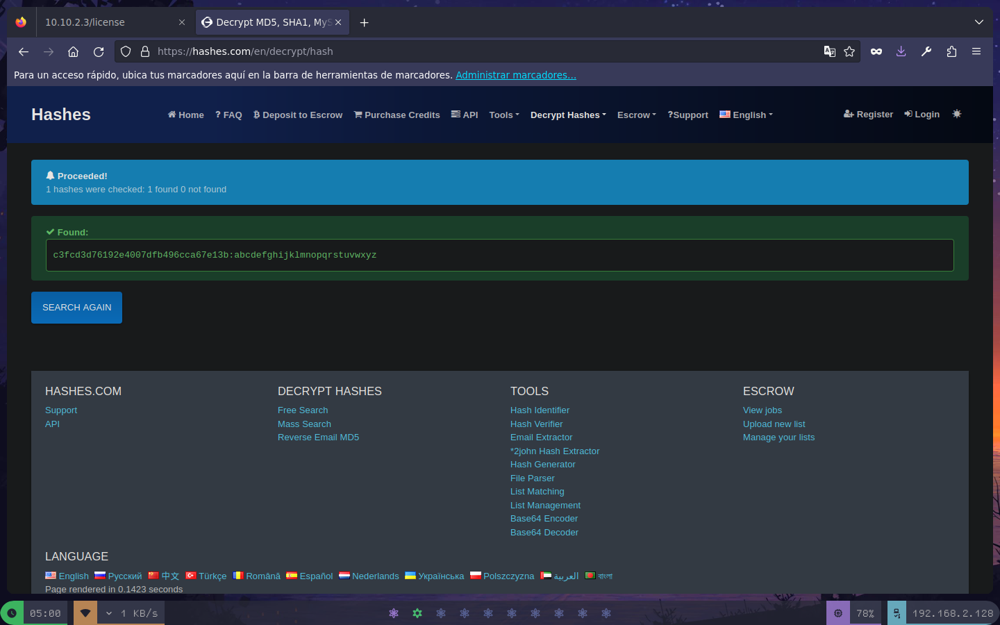 10.10.2.3/license
Decrypt MD5, SHA1, MyS
https://hashes.com/en/decrypt/hash
Para un acceso rápido, ubica tus marcadores aquí en la barra de herramientas de marcadores. Administrar marcadores...
Hashes
Home ? FAQ Deposit to Escrow Purchase Credits API Tools Decrypt Hashes Escrow ?Support English Register Login
Proceeded!
1 hashes were checked: 1 found 0 not found
Found:
c3fcd3d76192e4007dfb496cca67e13b:abcdefghijklmnopqrstuvwxyz
SEARCH AGAIN
HASHES.COM
Support
API
DECRYPT HASHES
Free Search
Mass Search
Reverse Email MD5
TOOLS
Hash Identifier
Hash Verifier
Email Extractor
*2john Hash Extractor
Hash Generator
File Parser
List Matching
List Management
Base64 Encoder
Base64 Decoder
ESCROW
View jobs
Upload new list
Manage your lists
LANGUAGE
English Русский 中文 Türkçe Română Español Nederlands Українська Polszczyzna العربية বাংলা
Page rendered in 0.1423 seconds
05:00 1 KB/s 78% 192.168.2.128